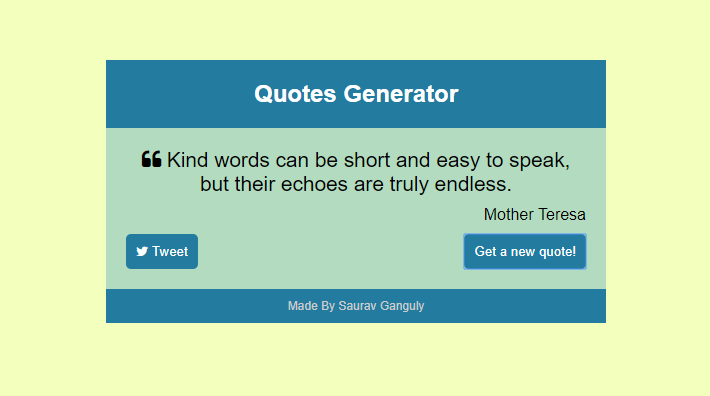 Quotes Generator
Kind words can be short and easy to speak,
but their echoes are truly endless.
Mother Teresa
Tweet
Get a new quote!
Made By Saurav Ganguly